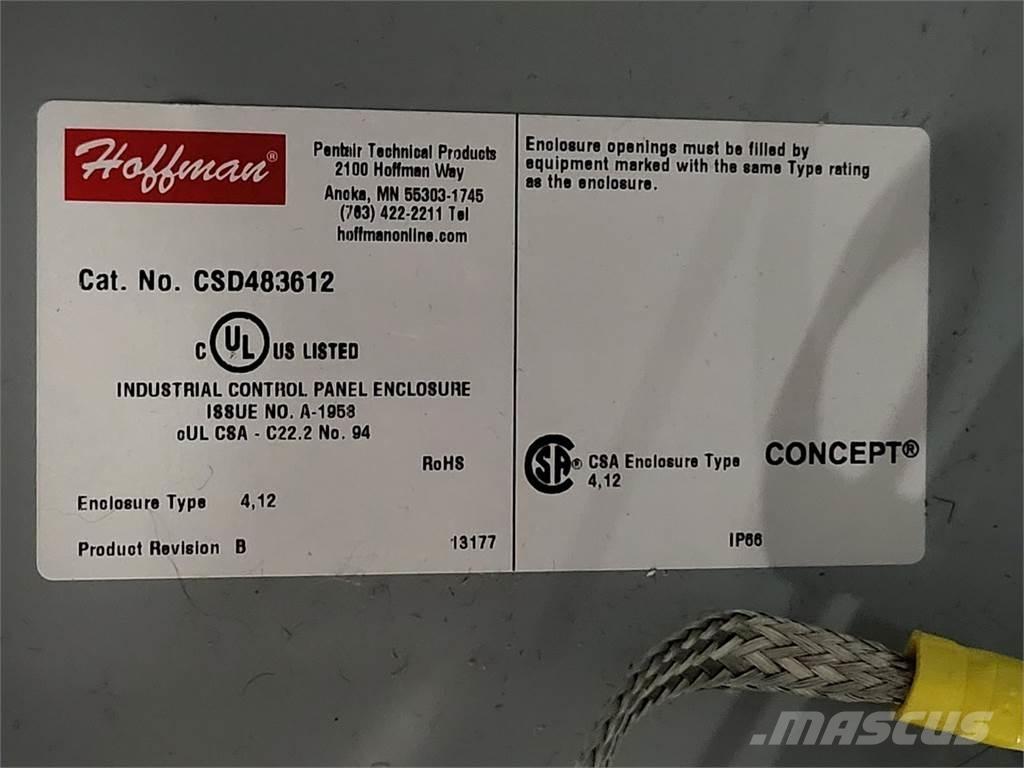 Hoffman®
Pentair Technical Products
2100 Hoffman Way
Anoka, MN 55303-1745
(763) 422-2211 Tel
hoffmanonline.com
Cat. No. CSD483612
C UL US LISTED
INDUSTRIAL CONTROL PANEL ENCLOSURE
ISSUE NO. A-1958
cUL CSA - C22.2 No. 94
RoHS
Enclosure Type 4,12
Product Revision B
13177
Enclosure openings must be filled by
equipment marked with the same Type rating
as the enclosure.
SA® CSA Enclosure Type
4,12
CONCEPT®
IP66
MASCUS